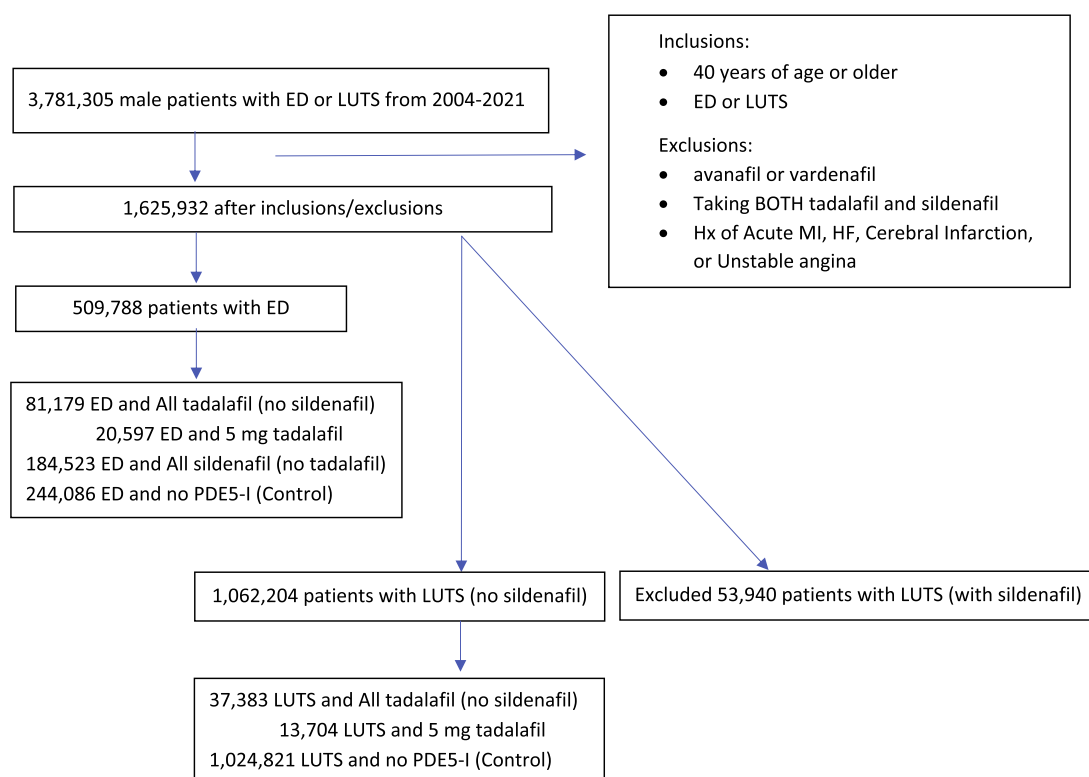 3,781,305 male patients with ED or LUTS from 2004-2021
Inclusions:
• 40 years of age or older
• ED or LUTS
Exclusions:
• avanafil or vardenafil
• Taking BOTH tadalafil and sildenafil
• Hx of Acute MI, HF, Cerebral Infarction,
or Unstable angina
1,625,932 after inclusions/exclusions
509,788 patients with ED
81,179 ED and All tadalafil (no sildenafil)
20,597 ED and 5 mg tadalafil
184,523 ED and All sildenafil (no tadalafil)
244,086 ED and no PDE5-I (Control)
1,062,204 patients with LUTS (no sildenafil)
Excluded 53,940 patients with LUTS (with sildenafil)
37,383 LUTS and All tadalafil (no sildenafil)
13,704 LUTS and 5 mg tadalafil
1,024,821 LUTS and no PDE5-I (Control)